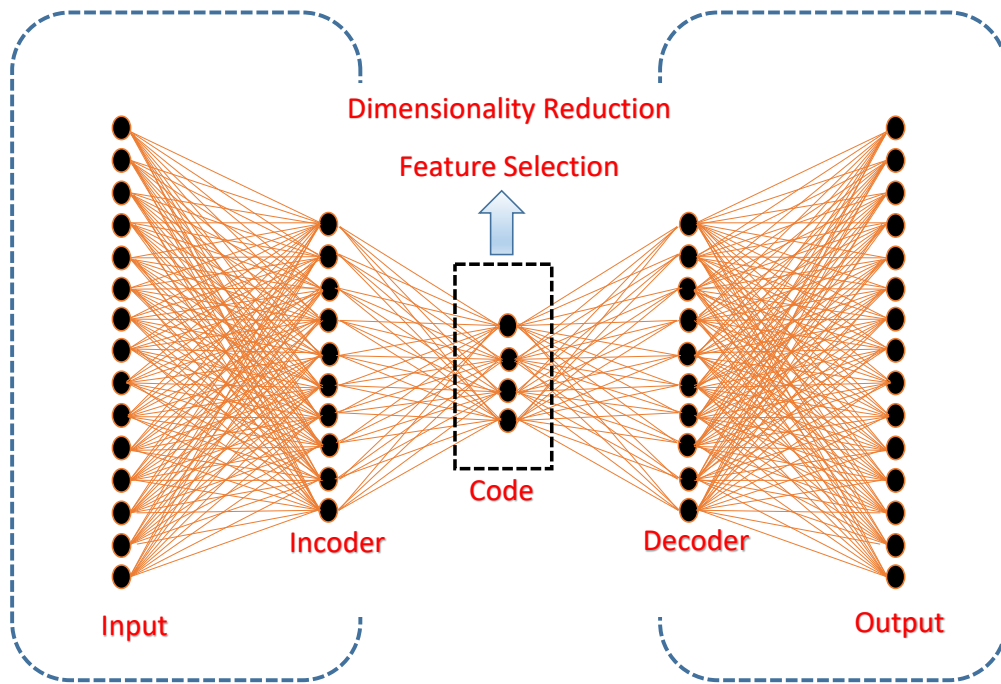 Dimensionality Reduction
Feature Selection
Code
Incoder
Decoder
Input
Output